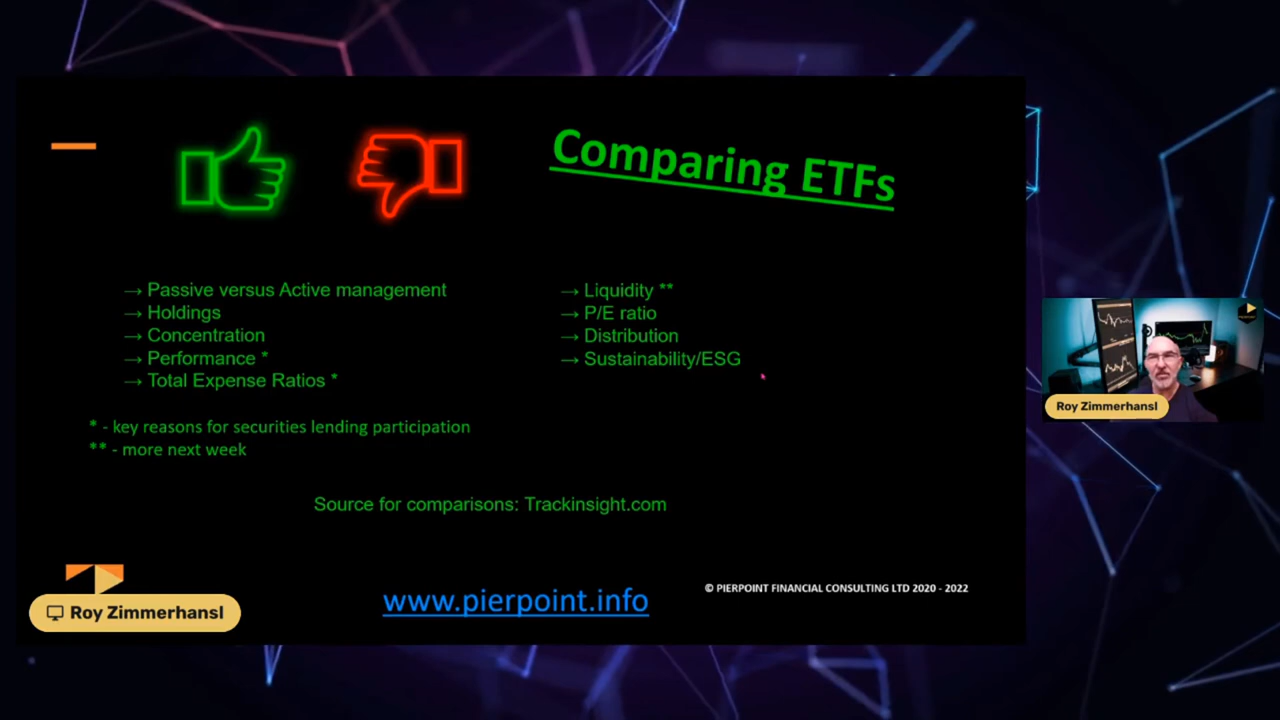 Comparing ETFs
→ Passive versus Active management
→ Holdings
→ Concentration
→ Performance *
→ Total Expense Ratios *
→ Liquidity **
→ P/E ratio
→ Distribution
→ Sustainability/ESG
* - key reasons for securities lending participation
** - more next week
Source for comparisons: Trackinsight.com
www.pierpoint.info
© PIERPOINT FINANCIAL CONSULTING LTD 2020 - 2022
Roy Zimmerhansl
Roy Zimmerhansl